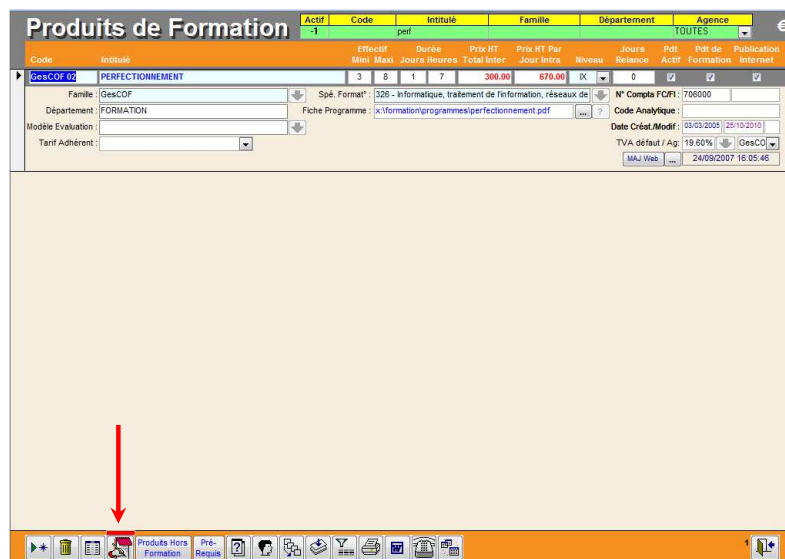 Produits de Formation
Actif Code Intitulé Famille Département Agence
-1 perf TOUTES
Code Intitulé Effectif Mini Maxi Durée Jours Heures Prix HT Total Inter Prix HT Par Jour Intra Niveau Jours Relance Pdt Actif Pdt de Formation Publication Internet
GesCOF 02 PERFECTIONNEMENT 3 8 1 7 300.00 670.00 IX 0
Famille : GesCOF Spé. Format° : 326 - Informatique, traitement de l'information, réseaux de N° Compta FC/FI : 706000
Département : FORMATION Fiche Programme : x:\formation\programmes\perfectionnement.pdf ... ? Code Analytique :
Modèle Evaluation : Date Créat./Modif : 03/03/2005 25/10/2010
Tarif Adhérent : TVA défaut / Ag: 19.60% GesCO
MAJ Web ... 24/09/2007 16:05:46
Produits Hors Formation Pré-Requis
1